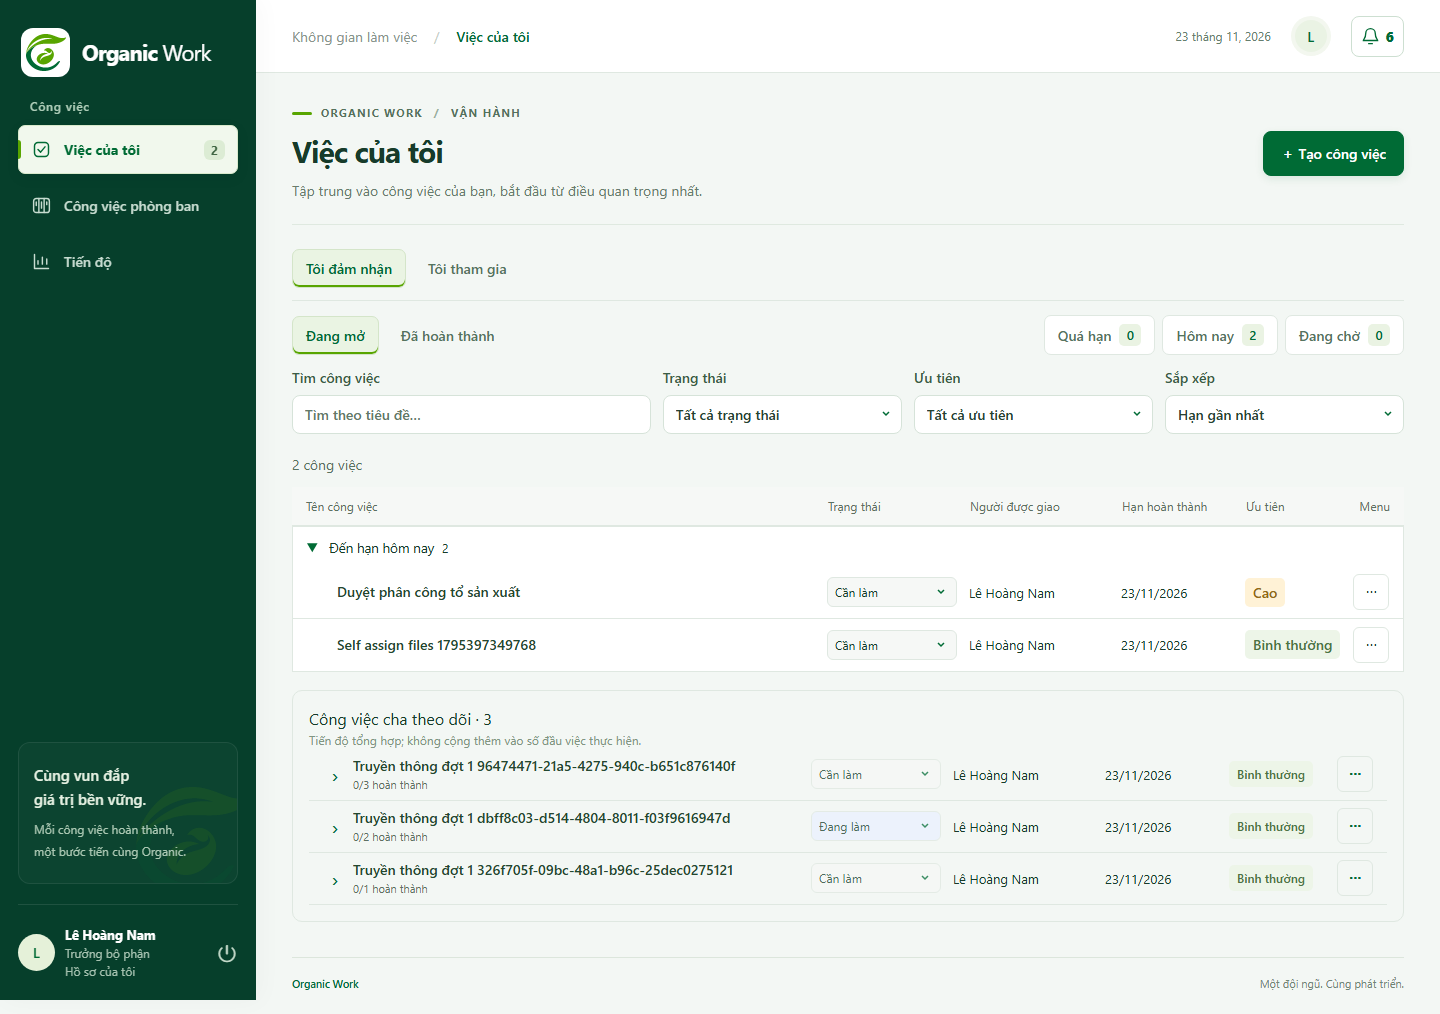 Organic Work
Công việc
Việc của tôi 2
Công việc phòng ban
Tiến độ
Cùng vun đắp
giá trị bền vững.
Mỗi công việc hoàn thành,
một bước tiến cùng Organic.
L
Lê Hoàng Nam
Trưởng bộ phận
Hồ sơ của tôi
Không gian làm việc / Việc của tôi
23 tháng 11, 2026
L
6
ORGANIC WORK / VẬN HÀNH
Việc của tôi
Tập trung vào công việc của bạn, bắt đầu từ điều quan trọng nhất.
+ Tạo công việc
Tôi đảm nhận
Tôi tham gia
Đang mở
Đã hoàn thành
Quá hạn 0
Hôm nay 2
Đang chờ 0
Tìm công việc
Trạng thái
Ưu tiên
Sắp xếp
Tìm theo tiêu đề...
Tất cả trạng thái
Tất cả ưu tiên
Hạn gần nhất
2 công việc
Tên công việc Trạng thái Người được giao Hạn hoàn thành Ưu tiên Menu
▼ Đến hạn hôm nay 2
Duyệt phân công tổ sản xuất Cần làm Lê Hoàng Nam 23/11/2026 Cao ...
Self assign files 1795397349768 Cần làm Lê Hoàng Nam 23/11/2026 Bình thường ...
Công việc cha theo dõi · 3
Tiến độ tổng hợp; không cộng thêm vào số đầu việc thực hiện.
Truyền thông đợt 1 96474471-21a5-4275-940c-b651c876140f Cần làm Lê Hoàng Nam 23/11/2026 Bình thường ...
0/3 hoàn thành
Truyền thông đợt 1 dbff8c03-d514-4804-8011-f03f9616947d Đang làm Lê Hoàng Nam 23/11/2026 Bình thường ...
0/2 hoàn thành
Truyền thông đợt 1 326f705f-09bc-48a1-b96c-25dec0275121 Cần làm Lê Hoàng Nam 23/11/2026 Bình thường ...
0/1 hoàn thành
Organic Work
Một đội ngũ. Cùng phát triển.